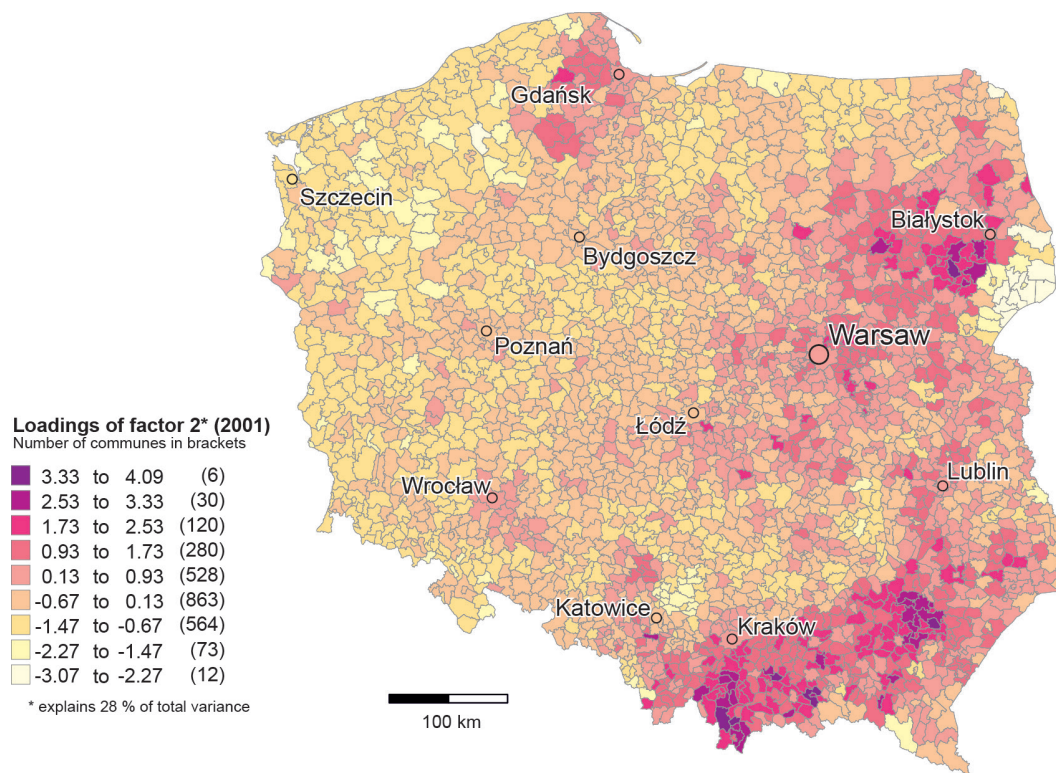 Gdańsk
Szczecin
Białystok
Bydgoszcz
Warsaw
Poznań
Łódź
Loadings of factor 2* (2001)
Number of communes in brackets
3.33 to 4.09 (6)
2.53 to 3.33 (30)
1.73 to 2.53 (120)
0.93 to 1.73 (280)
0.13 to 0.93 (528)
-0.67 to 0.13 (863)
-1.47 to -0.67 (564)
-2.27 to -1.47 (73)
-3.07 to -2.27 (12)
* explains 28 % of total variance
Wrocław
Lublin
Katowice
Kraków
100 km